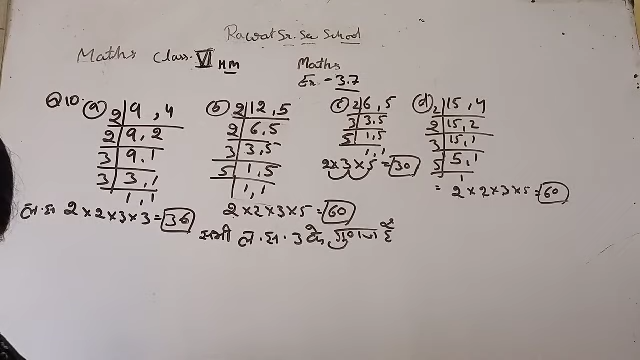 Rawat Sr. Sec School
Maths Class. VI HM
Maths
Ex - 3.7
Q10. (a) 2 | 9, 4
2 | 9, 2
3 | 9, 1
3 | 3, 1
1, 1
ल.स. 2×2×3×3=36
(b) 2 | 12, 5
2 | 6, 5
3 | 3, 5
5 | 1, 5
1, 1
2×2×3×5=60
(c) 2 | 6, 5
3 | 3, 5
5 | 1, 5
1, 1
2×3×5=30
(d) 2 | 15, 4
2 | 15, 2
3 | 15, 1
5 | 5, 1
1
= 2×2×3×5=60
सभी ल.स. 3 के गुणज है